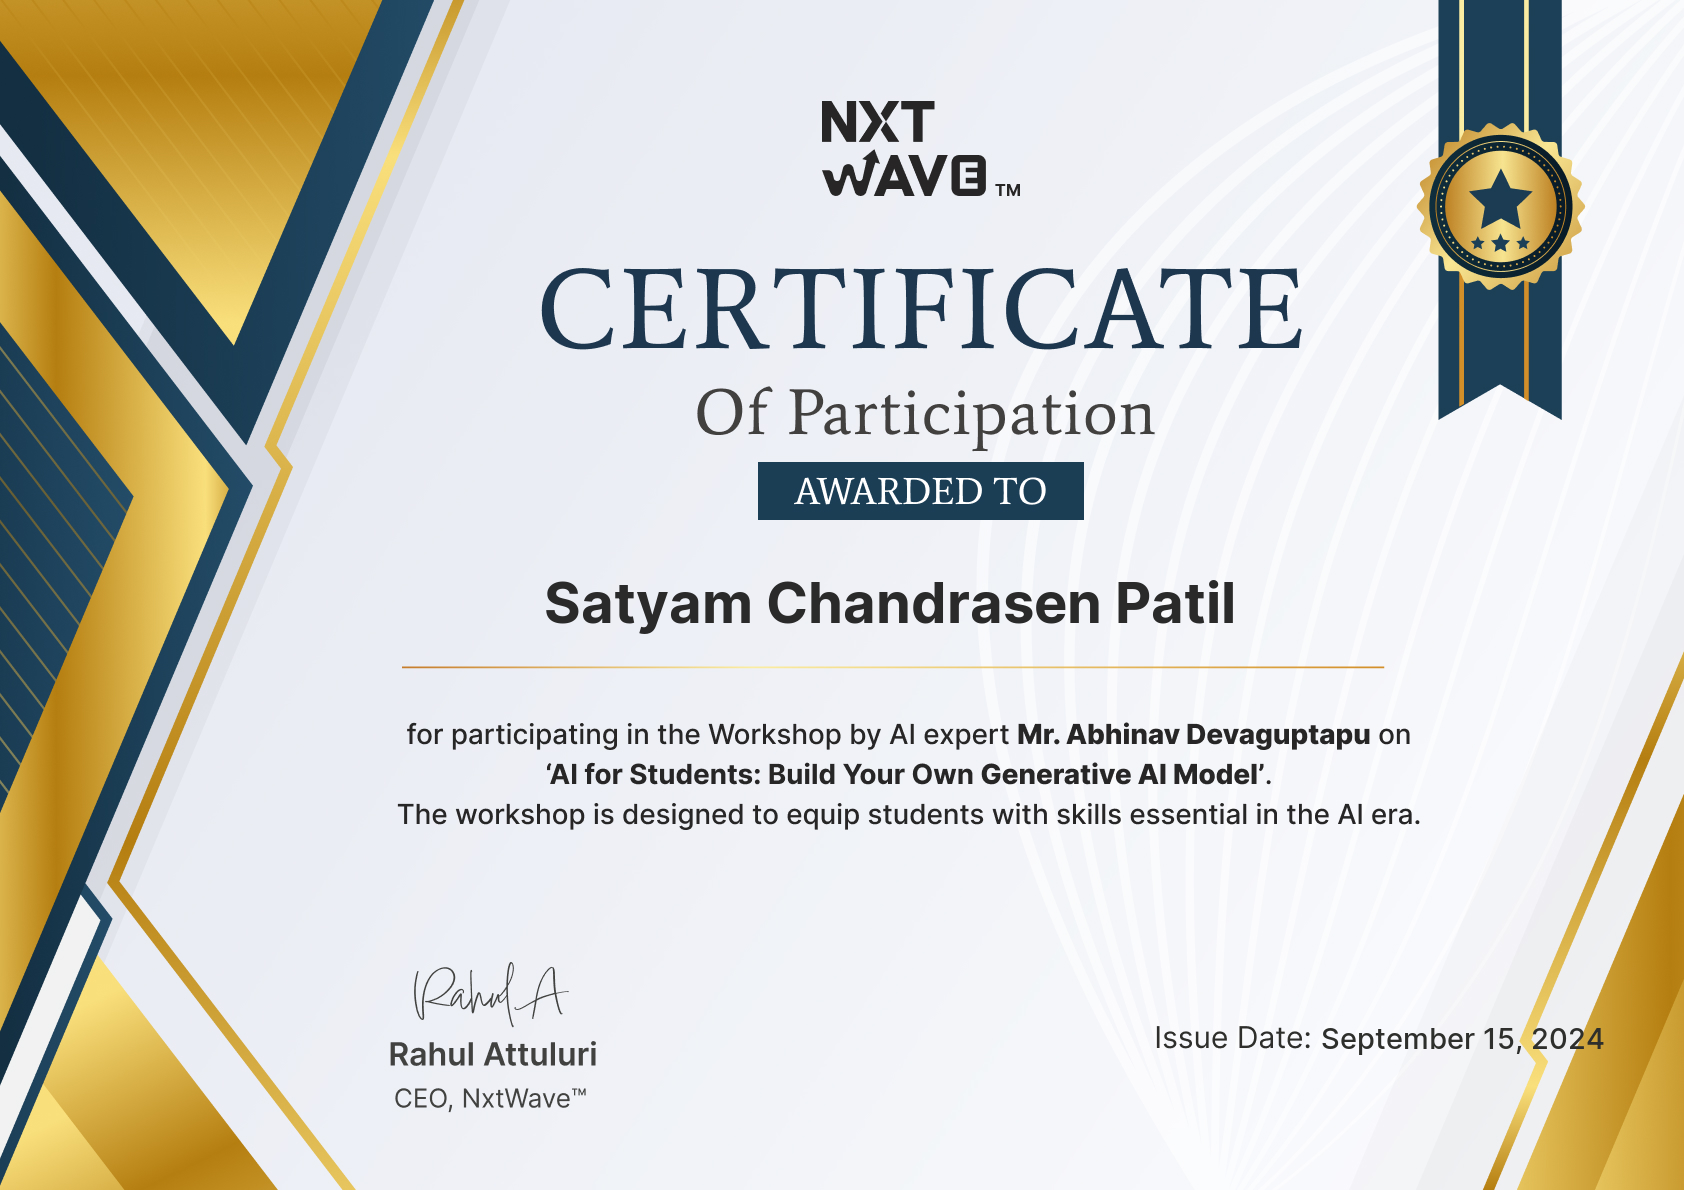 NXT
WAVE TM
CERTIFICATE
Of Participation
AWARDED TO
Satyam Chandrasen Patil
for participating in the Workshop by AI expert Mr. Abhinav Devaguptapu on
‘AI for Students: Build Your Own Generative AI Model’.
The workshop is designed to equip students with skills essential in the AI era.
Rahul A
Rahul Attuluri
CEO, NxtWave™
Issue Date: September 15, 2024